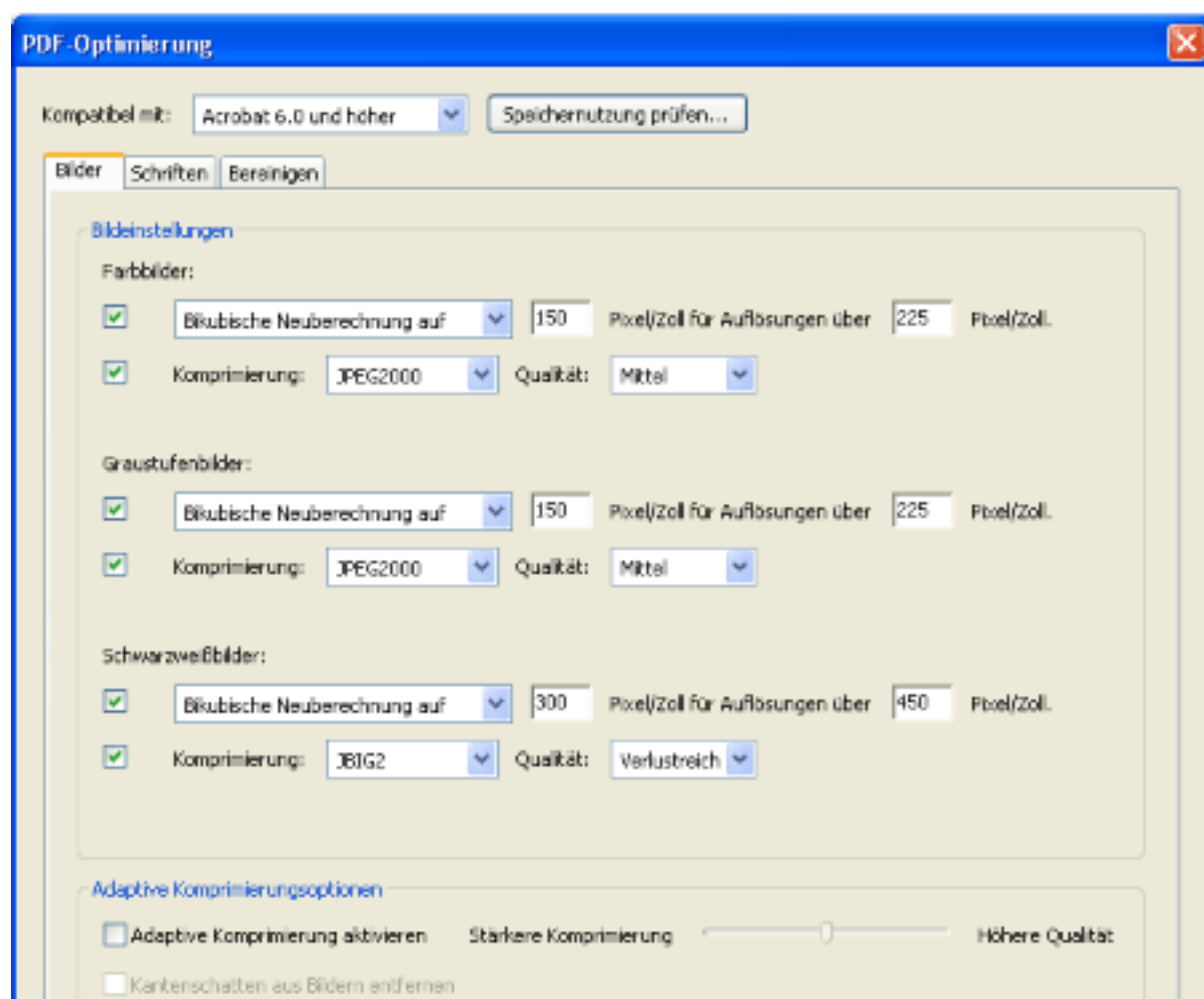 PDF-Optimierung
Kompatibel mit: Acrobat 6.0 und höher Speichernutzung prüfen...
Bilder Schriften Bereinigen
Bildeinstellungen
Farbbilder:
Bikubische Neuberechnung auf 150 Pixel/Zoll für Auflösungen über 225 Pixel/Zoll.
Komprimierung: JPEG2000 Qualität: Mittel
Graustufenbilder:
Bikubische Neuberechnung auf 150 Pixel/Zoll für Auflösungen über 225 Pixel/Zoll.
Komprimierung: JPEG2000 Qualität: Mittel
Schwarzweißbilder:
Bikubische Neuberechnung auf 300 Pixel/Zoll für Auflösungen über 450 Pixel/Zoll.
Komprimierung: JBIG2 Qualität: Verlustreich
Adaptive Komprimierungsoptionen
Adaptive Komprimierung aktivieren Stärkere Komprimierung Höhere Qualität
Kantenschatten aus Bildern entfernen